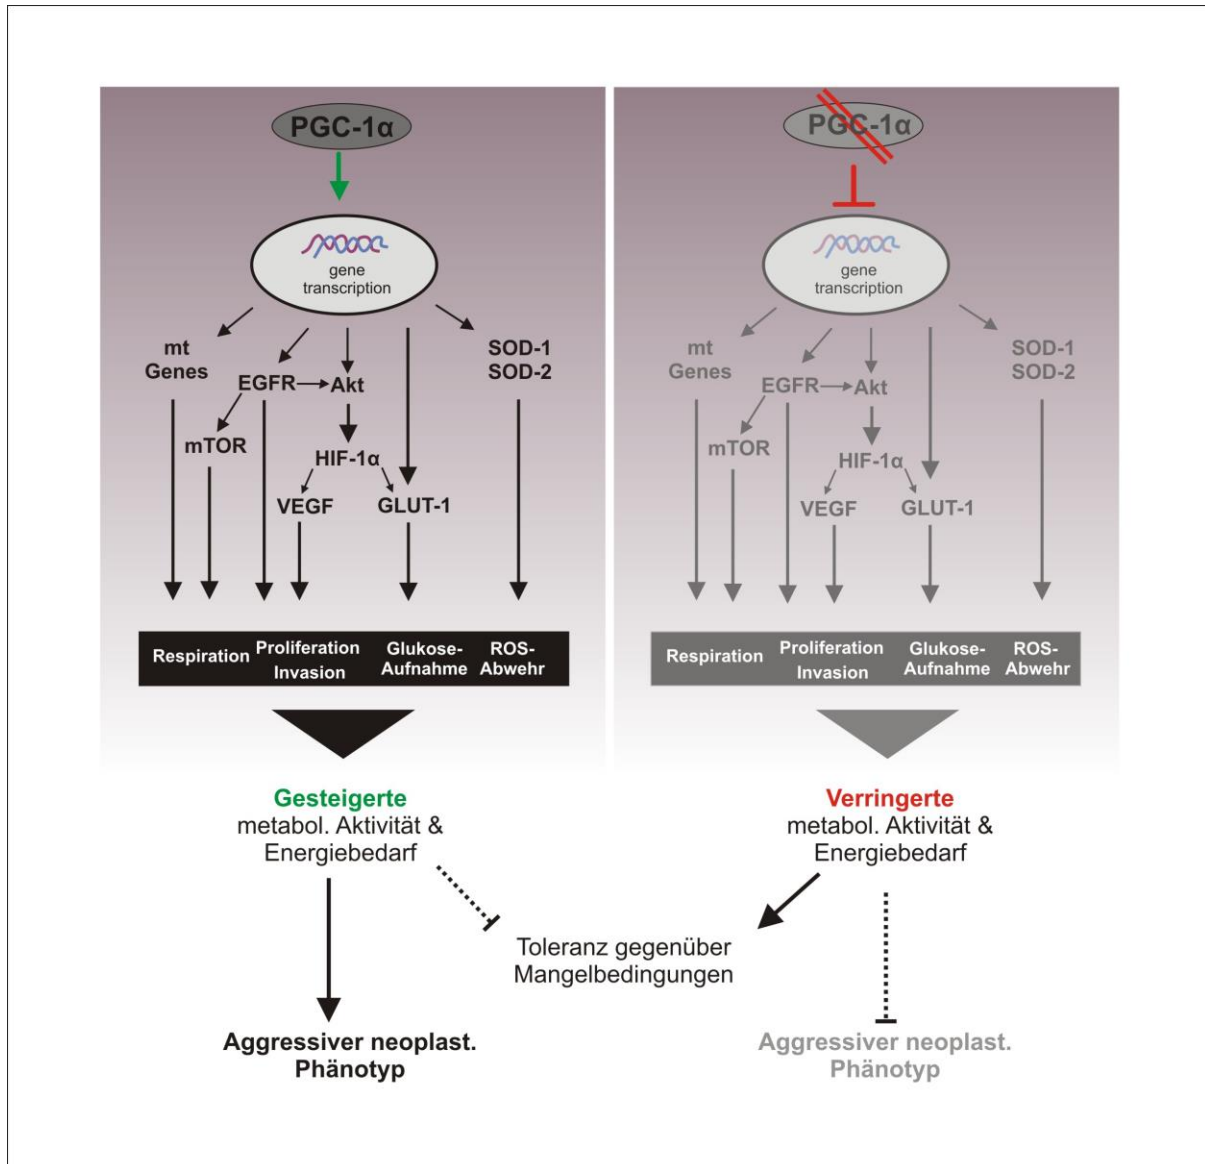 PGC-1α
gene
transcription
mt
Genes
SOD-1
SOD-2
EGFR
Akt
mTOR
HIF-1α
VEGF
GLUT-1
Respiration
Proliferation
Invasion
Glukose-
Aufnahme
ROS-
Abwehr
Gesteigerte
metabol. Aktivität &
Energiebedarf
Aggressiver neoplast.
Phänotyp
PGC-1α
gene
transcription
mt
Genes
SOD-1
SOD-2
EGFR
Akt
mTOR
HIF-1α
VEGF
GLUT-1
Respiration
Proliferation
Invasion
Glukose-
Aufnahme
ROS-
Abwehr
Verringerte
metabol. Aktivität &
Energiebedarf
Toleranz gegenüber
Mangelbedingungen
Aggressiver neoplast.
Phänotyp